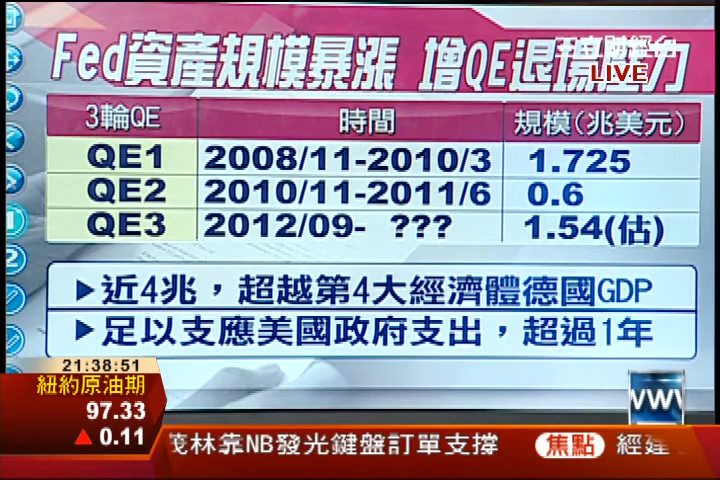 Fed資產規模暴漲 增QE退場壓力
LIVE
3輪QE 時間 規模(兆美元)
QE1 2008/11-2010/3 1.725
QE2 2010/11-2011/6 0.6
QE3 2012/09- ??? 1.54(估)
▶近4兆，超越第4大經濟體德國GDP
▶足以支應美國政府支出，超過1年
21:38:51
紐約原油期
97.33
▲0.11
茂林靠NB發光鍵盤訂單支撐 焦點 經建